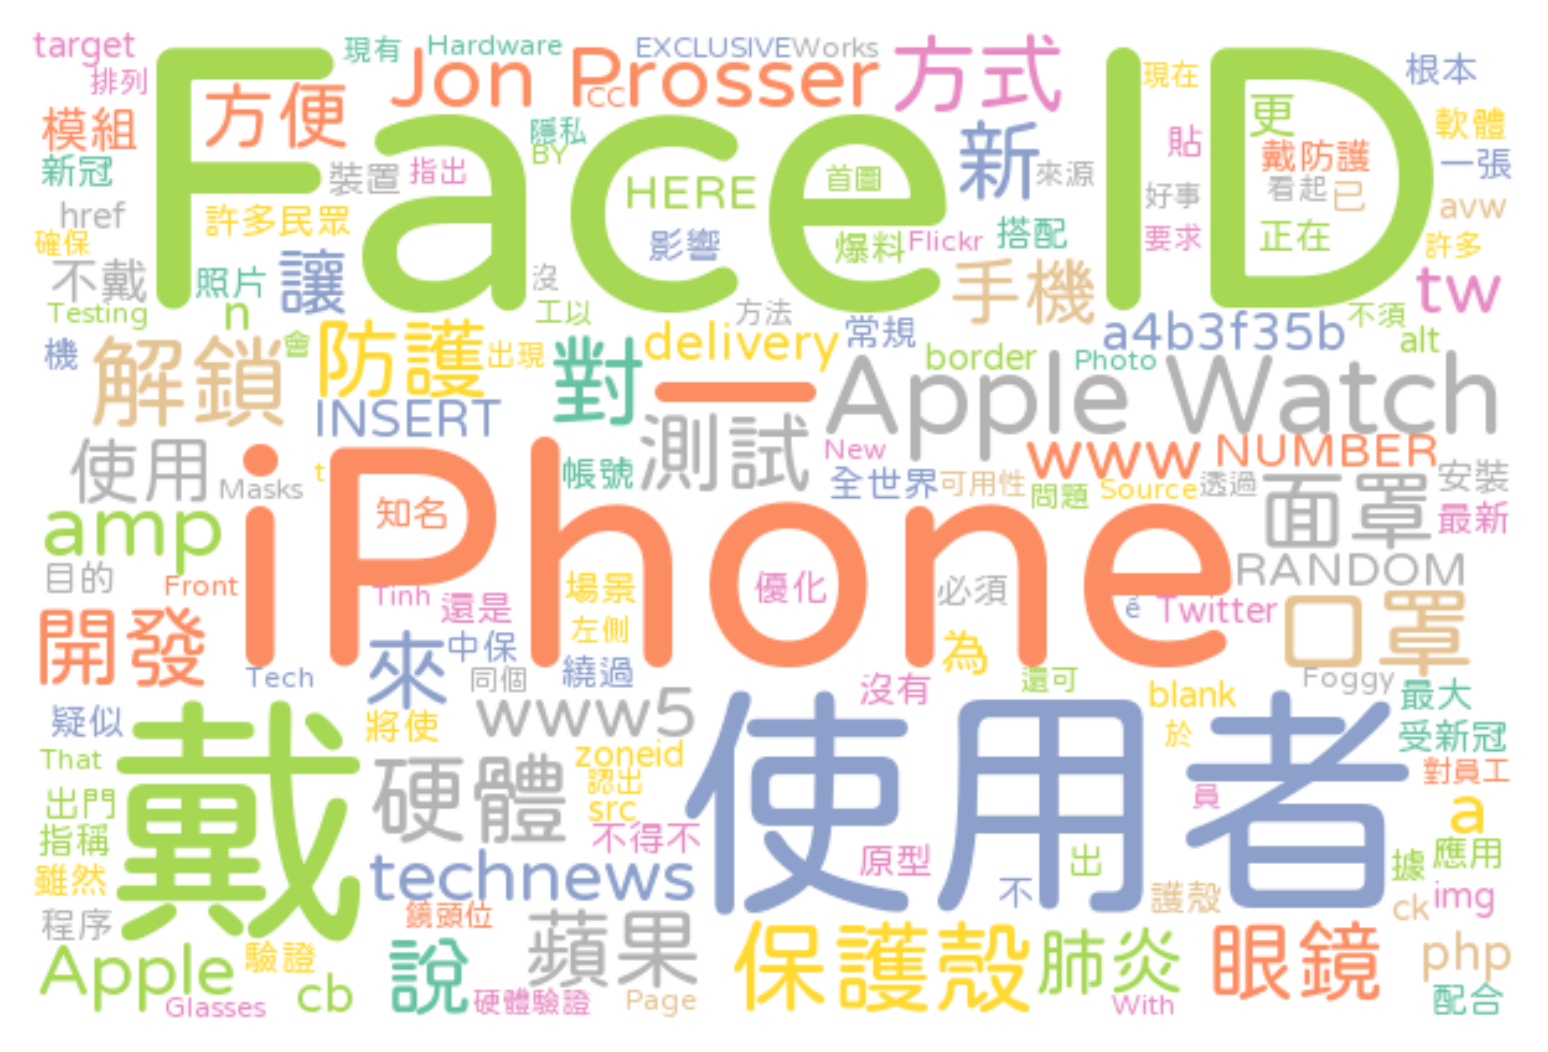 target
現有
Hardware
EXCLUSIVE
Works
方式
排列
Face ID
Jon Prosser
CC
現在
根本
方便
模組
更
軟體
隱私
BY
新
貼
戴防護
一張
新冠
裝置
指出
HERE
首圖
來源
好事
看起
已
href
許多民眾
avw
確保
影響
爆料
Flickr
搭配
要求
正在
許多
不戴
照片
讓
沒
手機
tw
Testing
n
工以
方法
常規
a4b3f35b
不須
alt
機
解鎖
會
防護
出現
對
delivery
border
Photo
一
Apple Watch
INSERT
測試
New
www
NUMBER
使用
Masks
t
iPhone
帳號
全世界
可用性
問題
Source
透過
面罩
安裝
最新
amp
知名
目的
Front
Tinh
還是
場景
優化
必須
ế
Twitter
RANDOM
口罩
開發
來
中保
左側
為
Tech
同個
繞過
沒有
還可
blank
Foggy
最大
疑似
戴
將使
www5
使用者
於
受新冠
That
硬體
zoneid
認出
對員工
出門
src
員
a
指稱
不得不
原型
出
據
應用
雖然
technews
不
護殼
ck
img
程序
鏡頭位
蘋果
保護殼
肺炎
眼鏡
php
Apple
驗證
cb
說
硬體驗證
Page
With
配合
Glasses